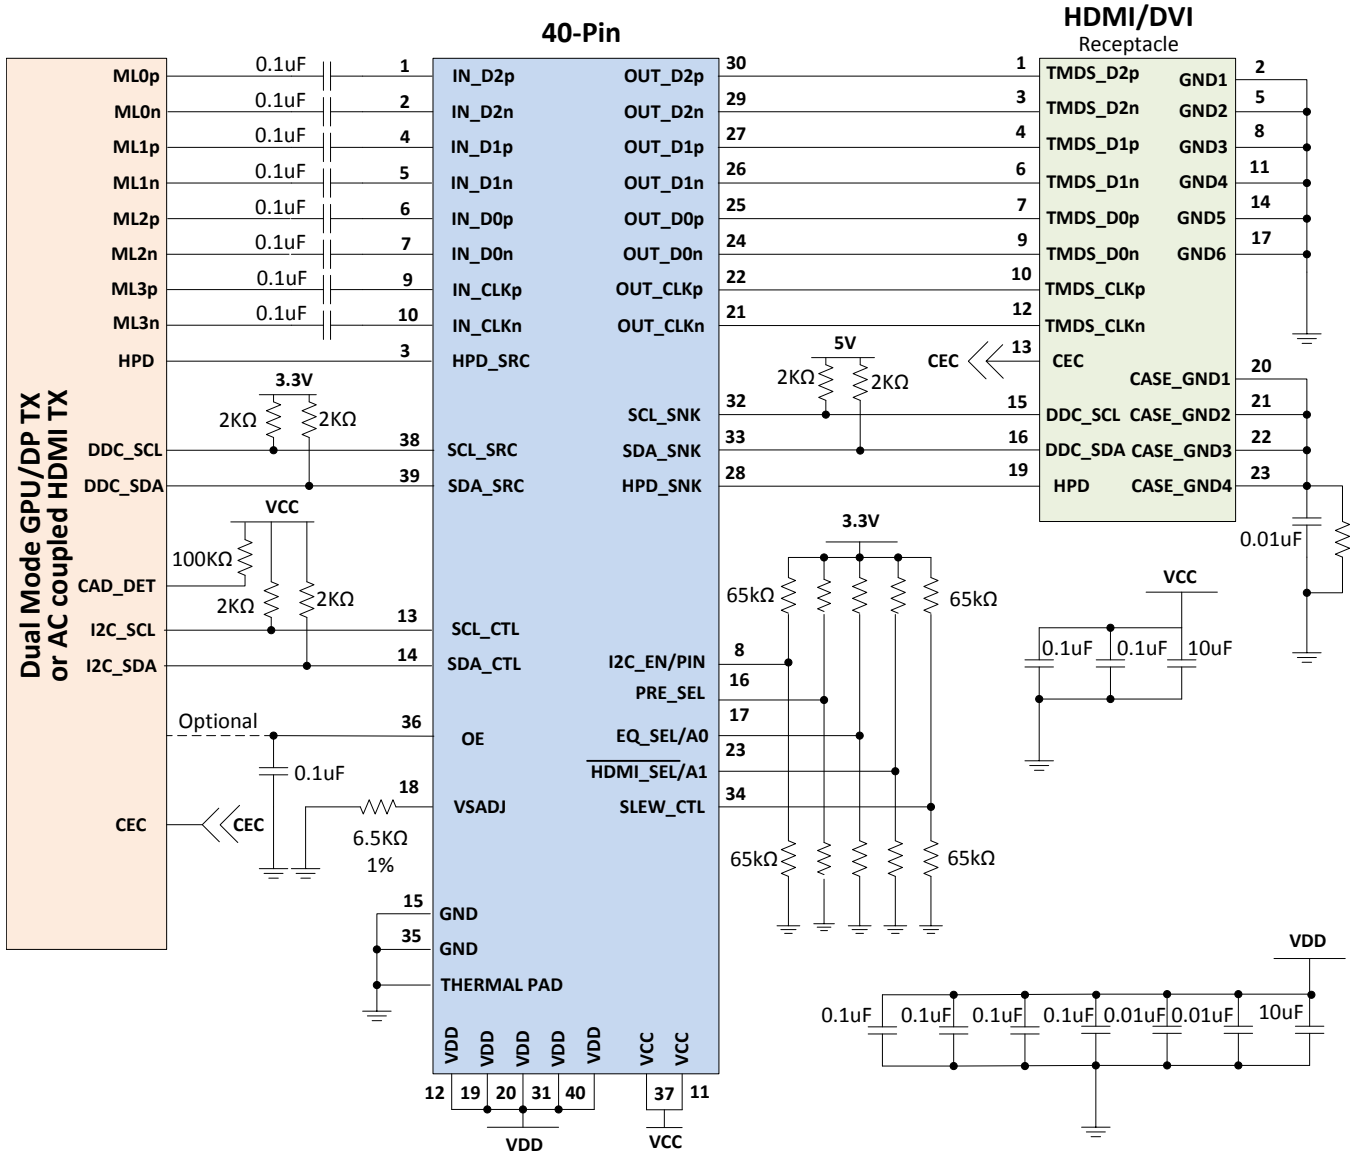 40-Pin
HDMI/DVI
Receptacle
Dual Mode GPU/DP TX
or AC coupled HDMI TX
ML0p 0.1uF 1 IN_D2p OUT_D2p 30 1 TMDS_D2p GND1 2
ML0n 0.1uF 2 IN_D2n OUT_D2n 29 3 TMDS_D2n GND2 5
ML1p 0.1uF 4 IN_D1p OUT_D1p 27 4 TMDS_D1p GND3 8
ML1n 0.1uF 5 IN_D1n OUT_D1n 26 6 TMDS_D1n GND4 11
ML2p 0.1uF 6 IN_D0p OUT_D0p 25 7 TMDS_D0p GND5 14
ML2n 0.1uF 7 IN_D0n OUT_D0n 24 9 TMDS_D0n GND6 17
ML3p 0.1uF 9 IN_CLKp OUT_CLKp 22 10 TMDS_CLKp
ML3n 0.1uF 10 IN_CLKn OUT_CLKn 21 12 TMDS_CLKn
HPD 3 HPD_SRC 5V CEC 13 CEC
3.3V 2KΩ 2KΩ CASE_GND1 20
2KΩ 2KΩ SCL_SNK 32 15 DDC_SCL CASE_GND2 21
DDC_SCL 38 SCL_SRC SDA_SNK 33 16 DDC_SDA CASE_GND3 22
DDC_SDA 39 SDA_SRC HPD_SNK 28 19 HPD CASE_GND4 23
VCC 3.3V 0.01uF
100KΩ
CAD_DET 2KΩ 2KΩ 65kΩ 65kΩ VCC
I2C_SCL 13 SCL_CTL
I2C_SDA 14 SDA_CTL I2C_EN/PIN 8 0.1uF 0.1uF 10uF
PRE_SEL 16
Optional 36 OE EQ_SEL/A0 17
0.1uF HDMI_SEL/A1 23
18 VSADJ SLEW_CTL 34
CEC CEC 6.5KΩ
1% 65kΩ 65kΩ
15 GND
35 GND
THERMAL PAD
VDD
0.1uF 0.1uF 0.1uF 0.1uF 0.01uF 0.01uF 10uF
VDD VDD VDD VDD VDD VCC VCC
12 19 20 31 40 37 11
VDD VCC